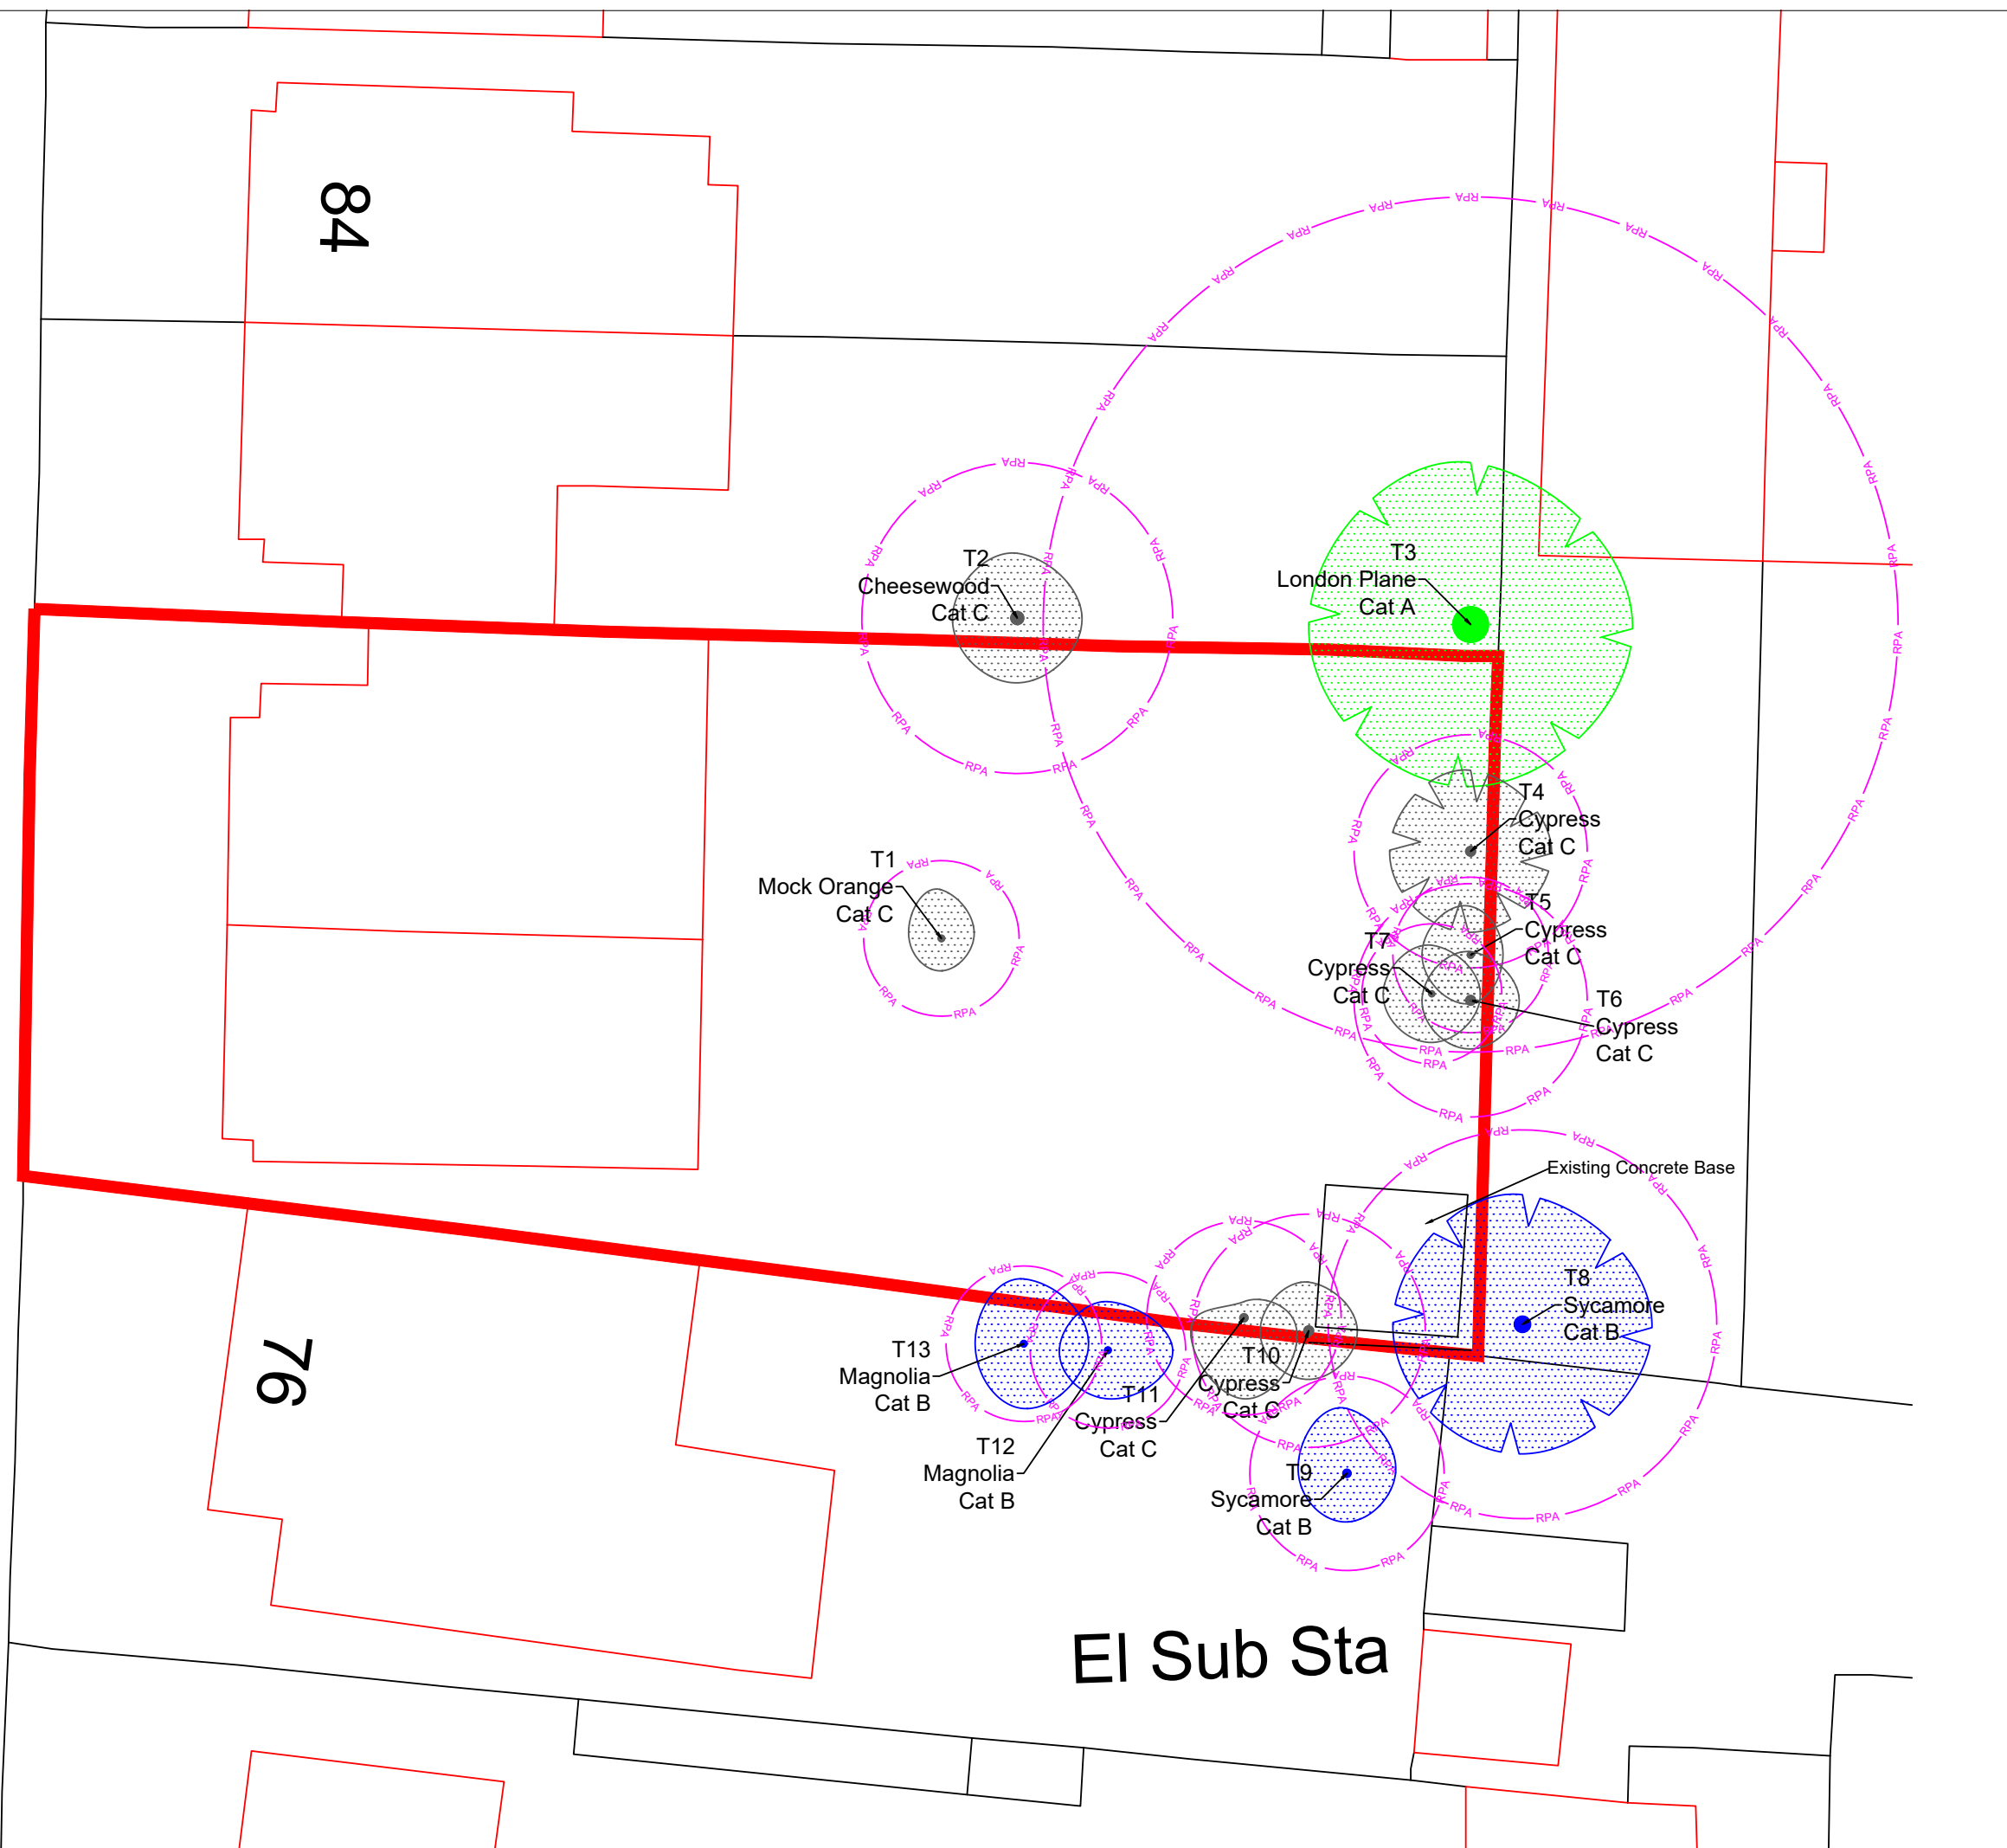 84
T2
Cheesewood
Cat C
T3
London Plane
Cat A
T4
Cypress
Cat C
T1
Mock Orange
Cat C
T5
Cypress
Cat C
T7
Cypress
Cat C
T6
Cypress
Cat C
Existing Concrete Base
T8
Sycamore
Cat B
76
T13
Magnolia
Cat B
T10
Cypress
Cat C
T11
Cypress
Cat C
T12
Magnolia
Cat B
T9
Sycamore
Cat B
El Sub Sta
RPA